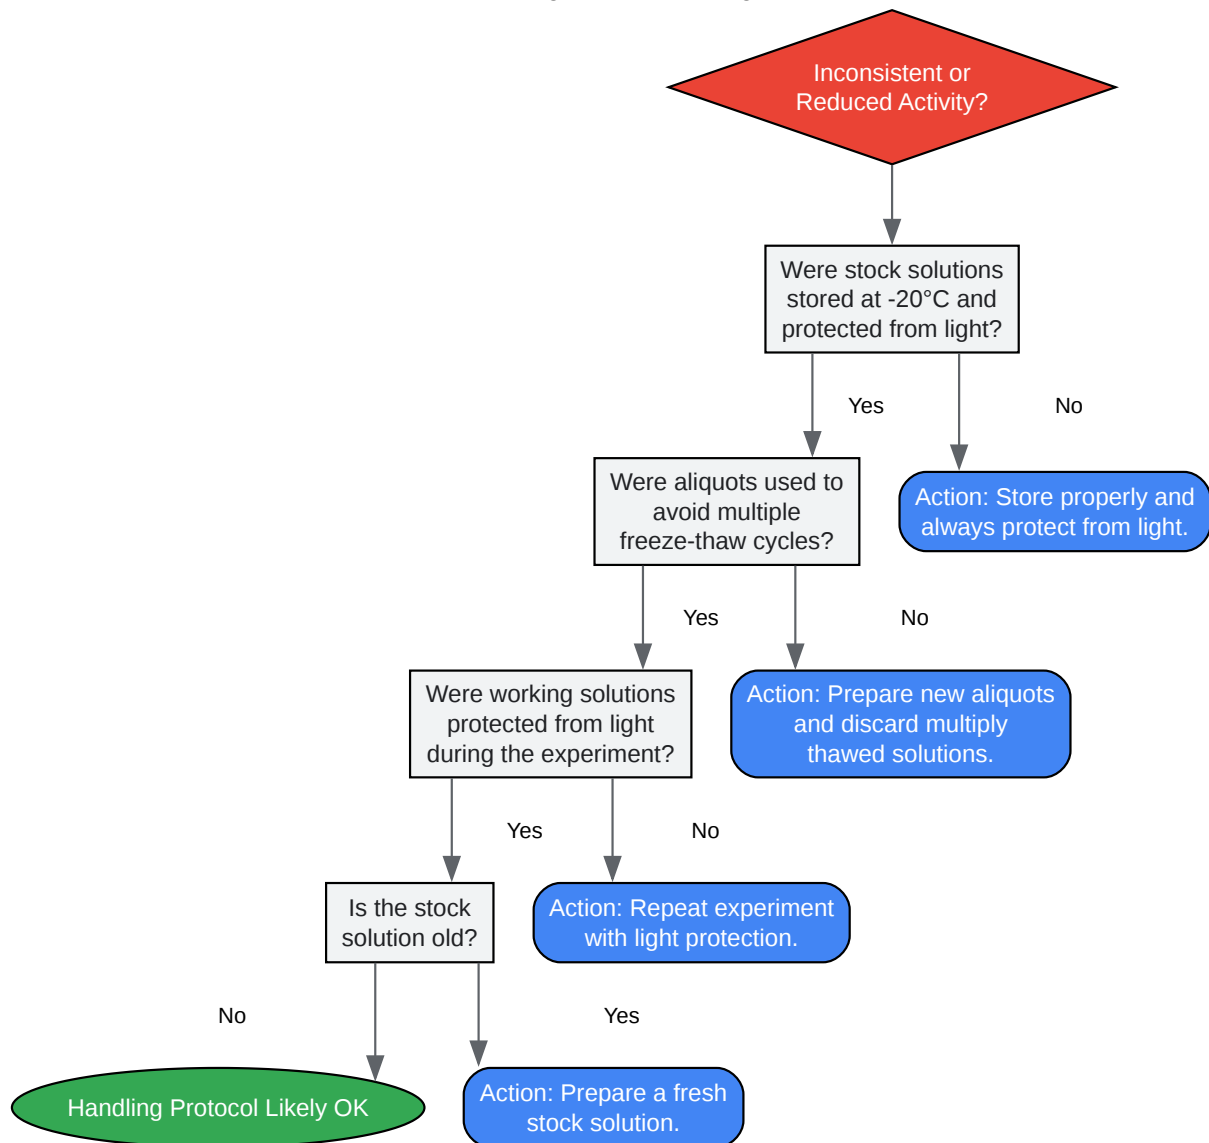 Inconsistent or
Reduced Activity?
Were stock solutions
stored at -20°C and
protected from light?
Yes
No
Were aliquots used to
avoid multiple
freeze-thaw cycles?
Action: Store properly and
always protect from light.
Yes
No
Were working solutions
protected from light
during the experiment?
Action: Prepare new aliquots
and discard multiply
thawed solutions.
Yes
No
Is the stock
solution old?
Action: Repeat experiment
with light protection.
No
Yes
Handling Protocol Likely OK
Action: Prepare a fresh
stock solution.